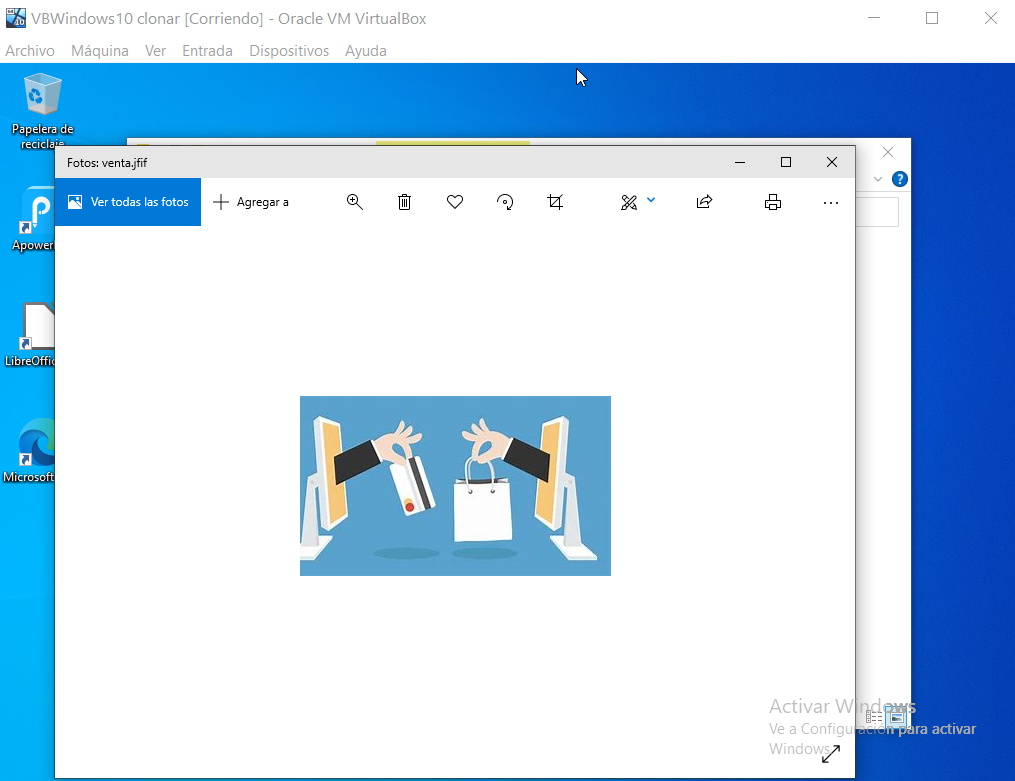 VBWindows10 clonar [Corriendo] - Oracle VM VirtualBox
Archivo Máquina Ver Entrada Dispositivos Ayuda
Papelera de
reciclaje
Fotos: venta.jfif
Ver todas las fotos
Agregar a
Apower
LibreOffic
Microsoft
Activar Windows
Ve a Configuración para activar
Windows.